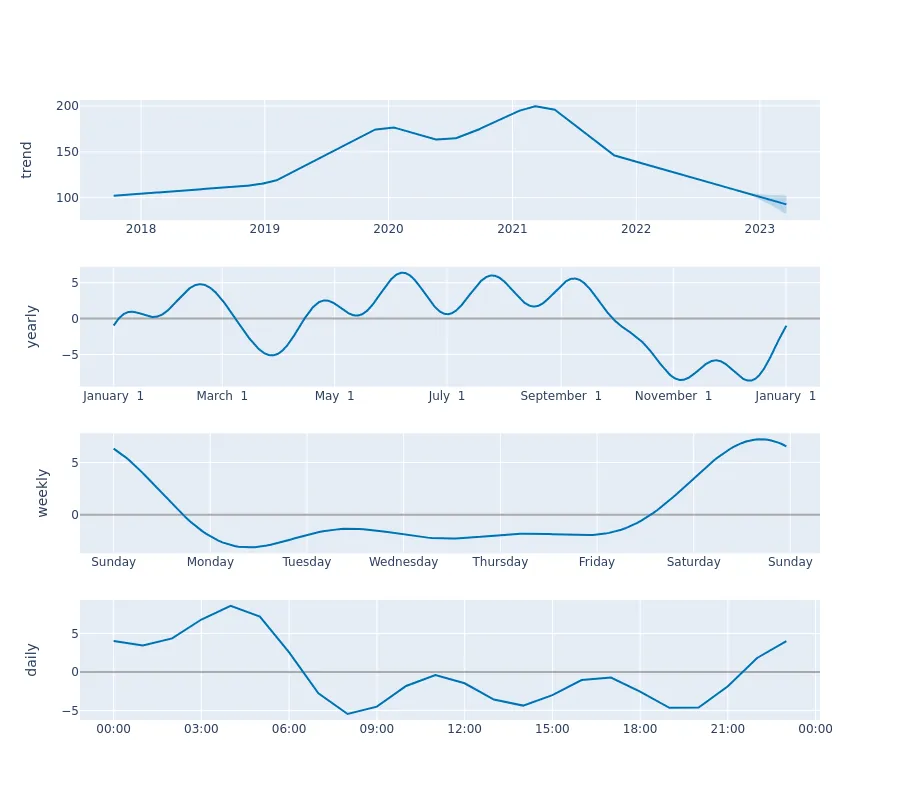 trend
200
150
100
2018 2019 2020 2021 2022 2023
yearly
5
0
−5
January 1 March 1 May 1 July 1 September 1 November 1 January 1
weekly
5
0
Sunday Monday Tuesday Wednesday Thursday Friday Saturday Sunday
daily
5
0
−5
00:00 03:00 06:00 09:00 12:00 15:00 18:00 21:00 00:00